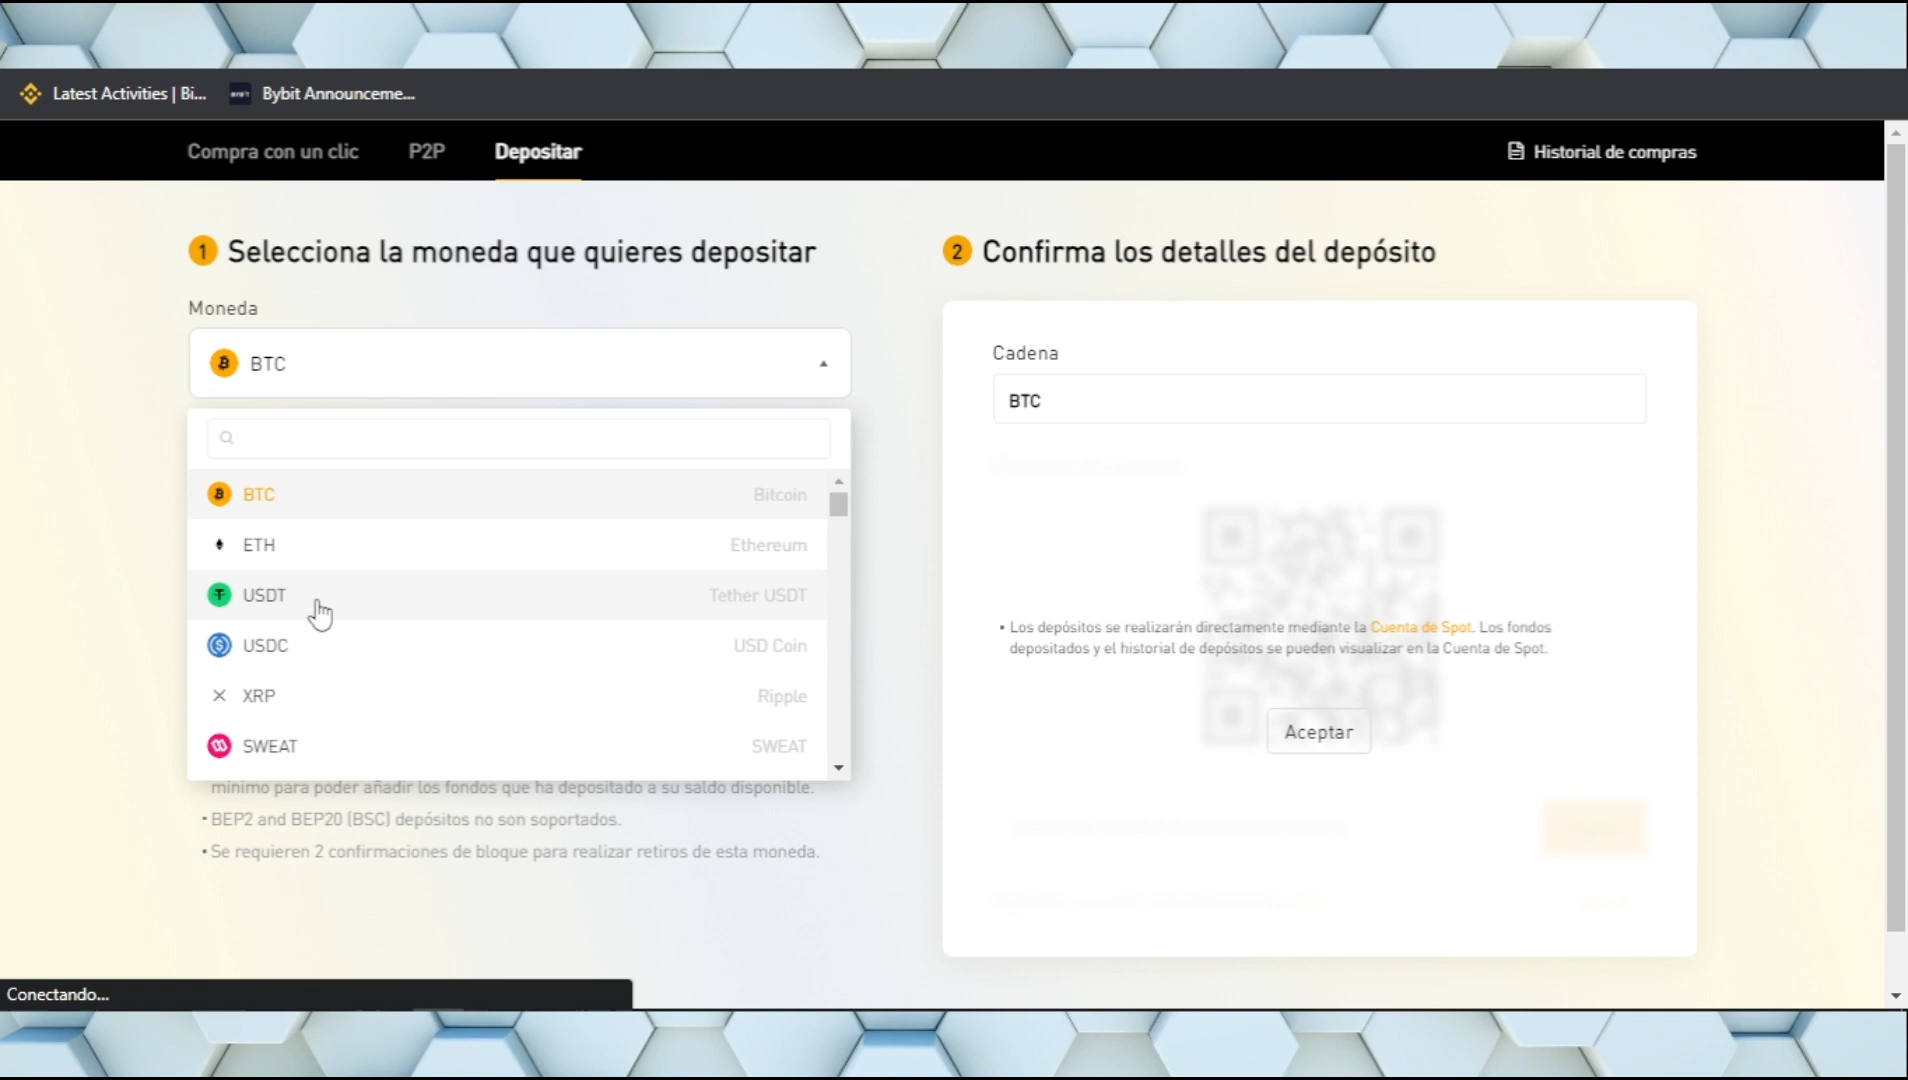 Latest Activities | Bi...
Bybit Announceme...
Compra con un clic
P2P
Depositar
Historial de compras
1 Selecciona la moneda que quieres depositar
Moneda
BTC
BTC Bitcoin
ETH Ethereum
USDT Tether USDT
USDC USD Coin
XRP Ripple
SWEAT SWEAT
mínimo para poder añadir los fondos que ha depositado a su saldo disponible.
• BEP2 and BEP20 (BSC) depósitos no son soportados.
• Se requieren 2 confirmaciones de bloque para realizar retiros de esta moneda.
2 Confirma los detalles del depósito
Cadena
BTC
• Los depósitos se realizarán directamente mediante la Cuenta de Spot. Los fondos
depositados y el historial de depósitos se pueden visualizar en la Cuenta de Spot.
Aceptar
Conectando...